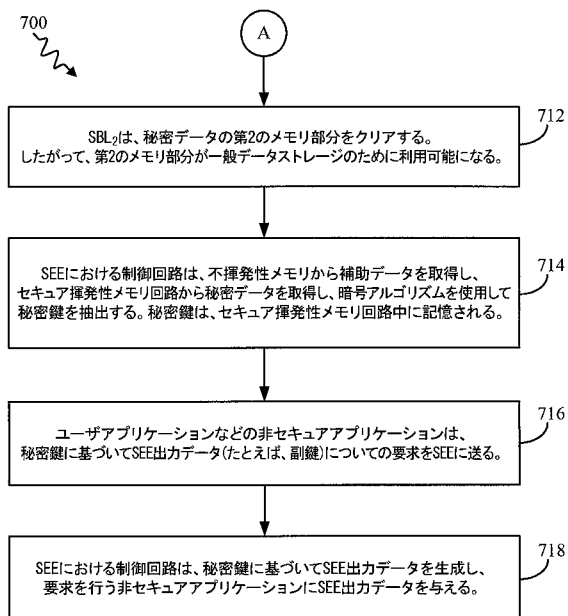 700
A
712
SBL₂は、秘密データの第2のメモリ部分をクリアする。
したがって、第2のメモリ部分が一般データストレージのために利用可能になる。
714
SEEにおける制御回路は、不揮発性メモリから補助データを取得し、
セキュア揮発性メモリ回路から秘密データを取得し、暗号アルゴリズムを使用して
秘密鍵を抽出する。秘密鍵は、セキュア揮発性メモリ回路中に記憶される。
716
ユーザアプリケーションなどの非セキュアアプリケーションは、
秘密鍵に基づいてSEE出力データ(たとえば、副鍵)についての要求をSEEに送る。
718
SEEにおける制御回路は、秘密鍵に基づいてSEE出力データを生成し、
要求を行う非セキュアアプリケーションにSEE出力データを与える。